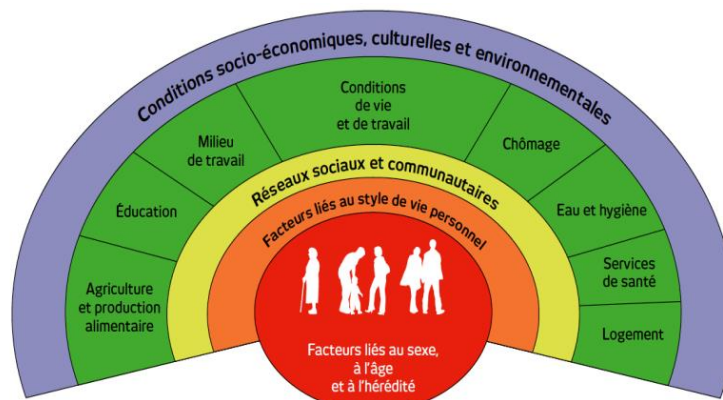 Conditions socio-économiques, culturelles et environnementales
Conditions
de vie
et de travail
Milieu
de travail
Chômage
Réseaux sociaux et communautaires
Éducation
Eau et hygiène
Facteurs liés au style de vie personnel
Agriculture
et production
alimentaire
Services
de santé
Logement
Facteurs liés au sexe,
à l'âge
et à l'hérédité